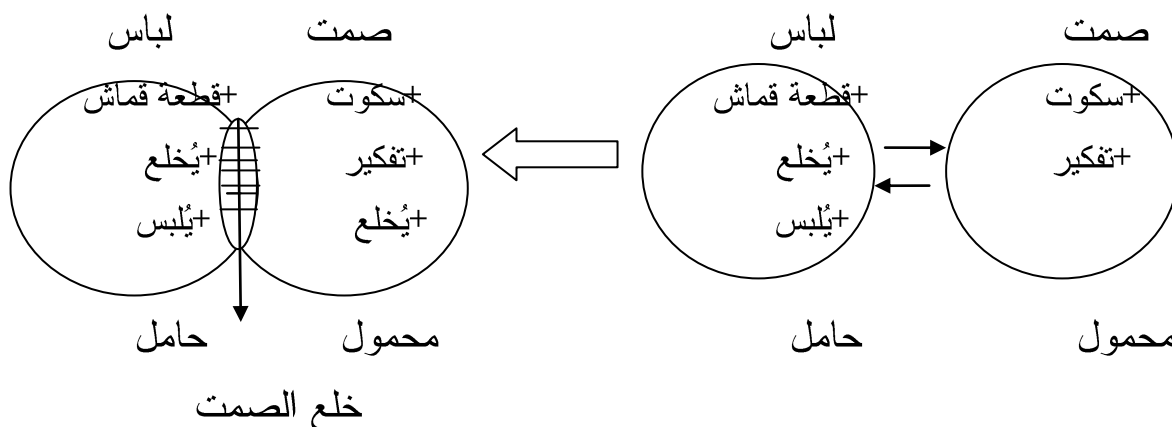 صمت
لباس
صمت
لباس
+سكوت
+قطعة قماش
+سكوت
+قطعة قماش
+تفكير
+يُخلع
+تفكير
+يُخلع
+يُلبس
+يُخلع
+يُلبس
محمول
حامل
محمول
حامل
خلع الصمت